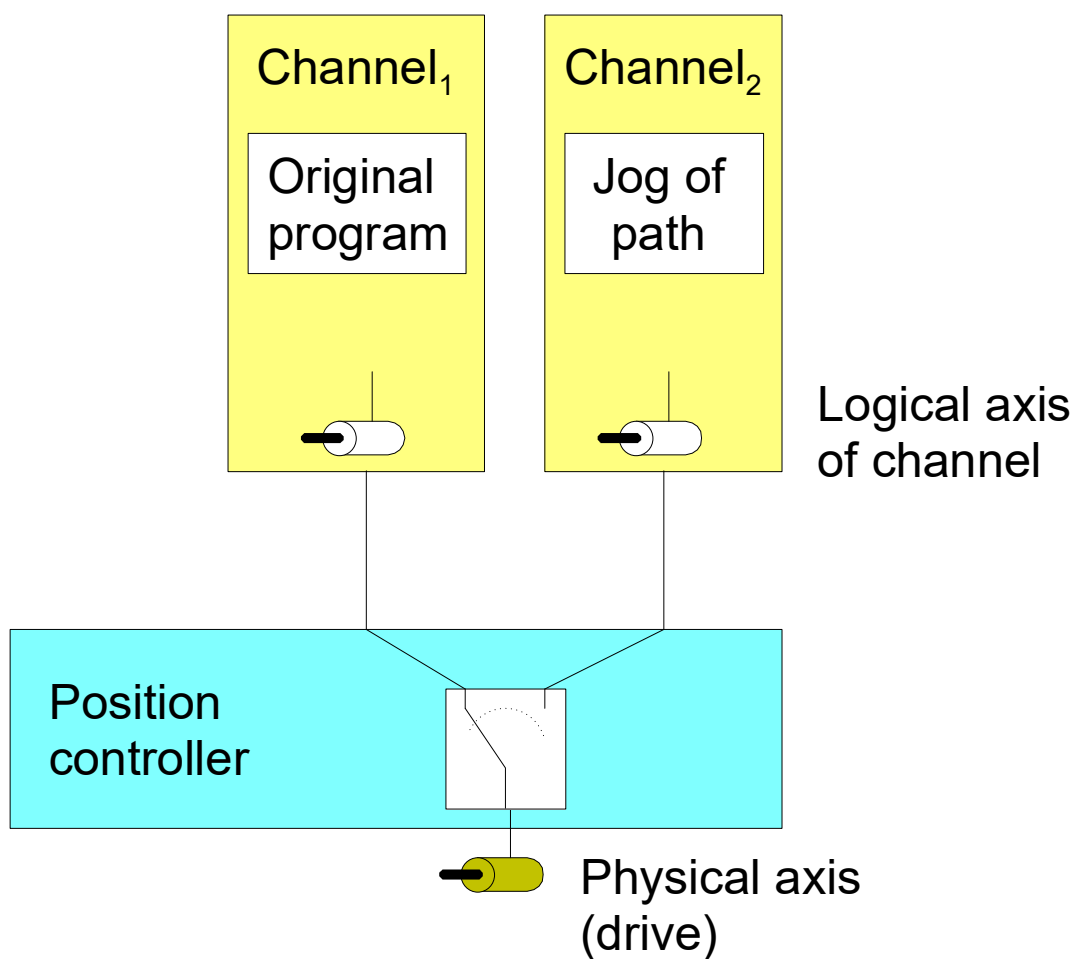 Channel₁
Original
program
Channel₂
Jog of
path
Logical axis
of channel
Position
controller
Physical axis
(drive)